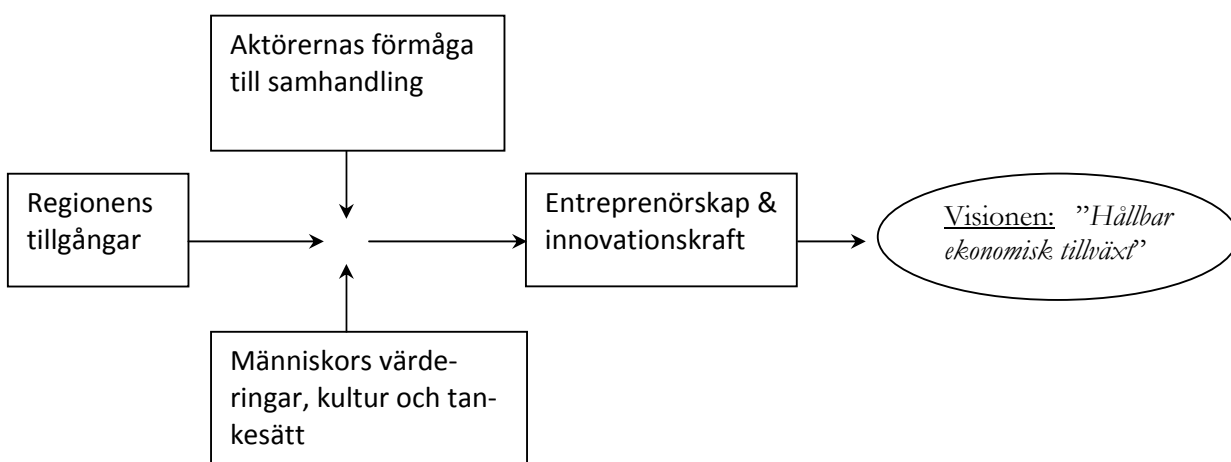 Aktörernas förmåga
till samhandling
Regionens
tillgångar
Entreprenörskap &
innovationskraft
Visionen: ”Hållbar
ekonomisk tillväxt”
Människors värde-
ringar, kultur och tan-
kesätt